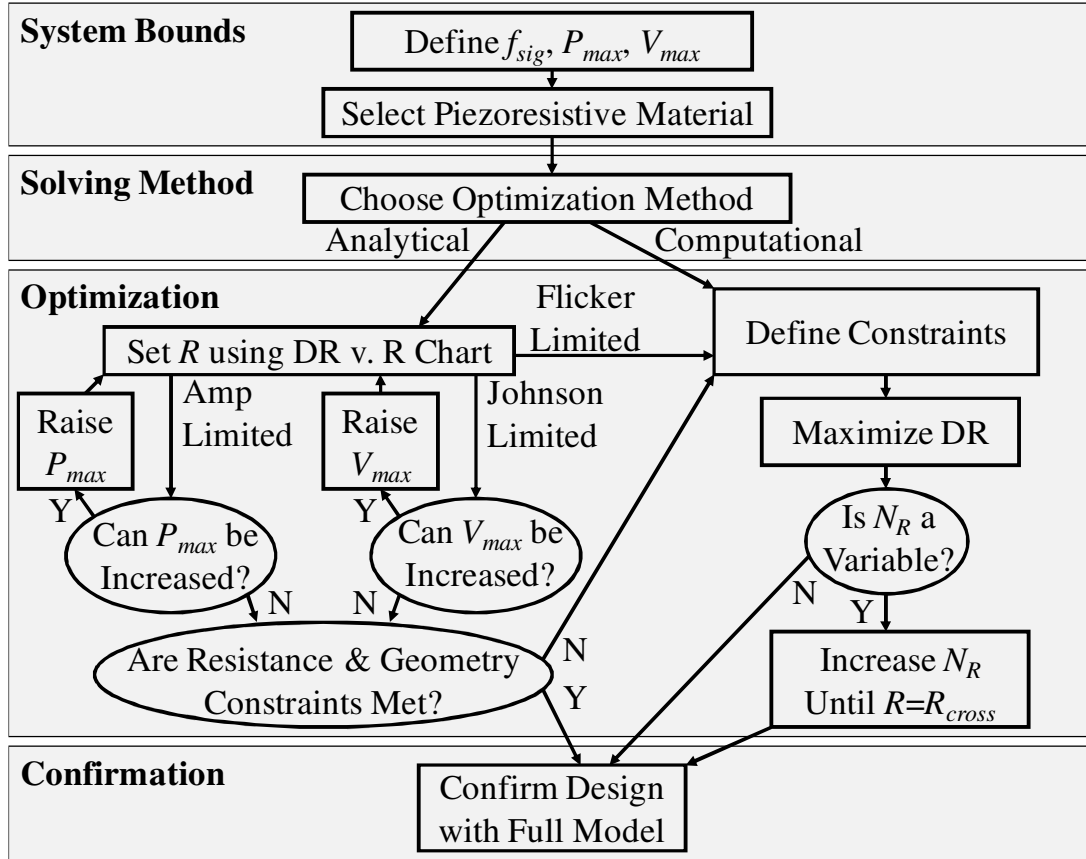 System Bounds
Define f_sig, P_max, V_max
Select Piezoresistive Material
Solving Method
Choose Optimization Method
Analytical
Computational
Optimization
Flicker
Limited
Set R using DR v. R Chart
Define Constraints
Amp
Limited
Johnson
Limited
Raise
P_max
Raise
V_max
Maximize DR
Y
Y
Can P_max be
Increased?
Can V_max be
Increased?
Is N_R a
Variable?
N
N
N
Y
Are Resistance & Geometry
Constraints Met?
N
Y
Increase N_R
Until R=R_cross
Confirmation
Confirm Design
with Full Model